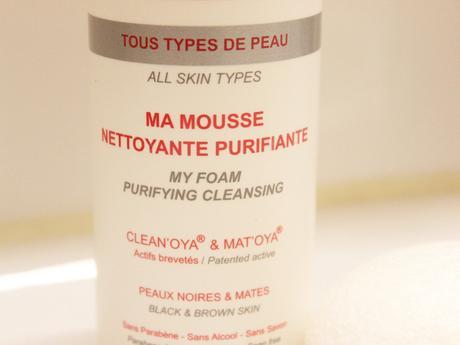 TOUS TYPES DE PEAU
ALL SKIN TYPES
MA MOUSSE
NETTOYANTE PURIFIANTE
MY FOAM
PURIFYING CLEANSING
CLEAN'OYA® & MAT'OYA®
Actifs brevetés / Patented active
PEAUX NOIRES & MATES
BLACK & BROWN SKIN
Sans Parabène - Sans Alcool - Sans Savon